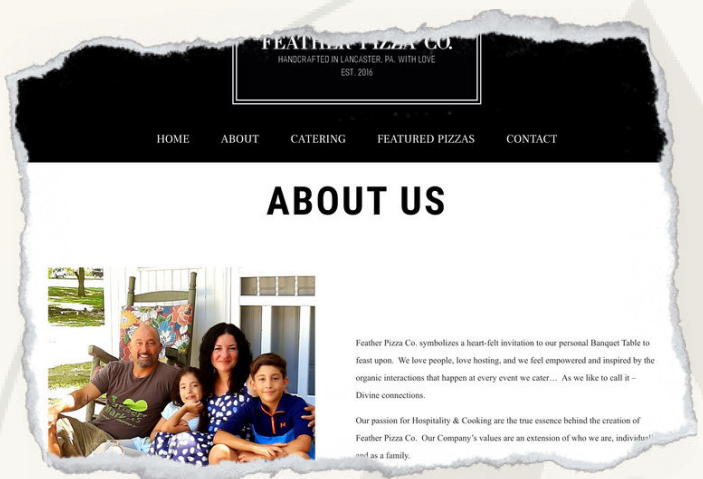 FEATHER PIZZA CO.
HANDCRAFTED IN LANCASTER, PA. WITH LOVE
EST. 2016
HOME ABOUT CATERING FEATURED PIZZAS CONTACT
ABOUT US
Feather Pizza Co. symbolizes a heart-felt invitation to our personal Banquet Table to
feast upon. We love people, love hosting, and we feel empowered and inspired by the
organic interactions that happen at every event we cater… As we like to call it –
Divine connections.
Our passion for Hospitality & Cooking are the true essence behind the creation of
Feather Pizza Co. Our Company's values are an extension of who we are, individually
and as a family.